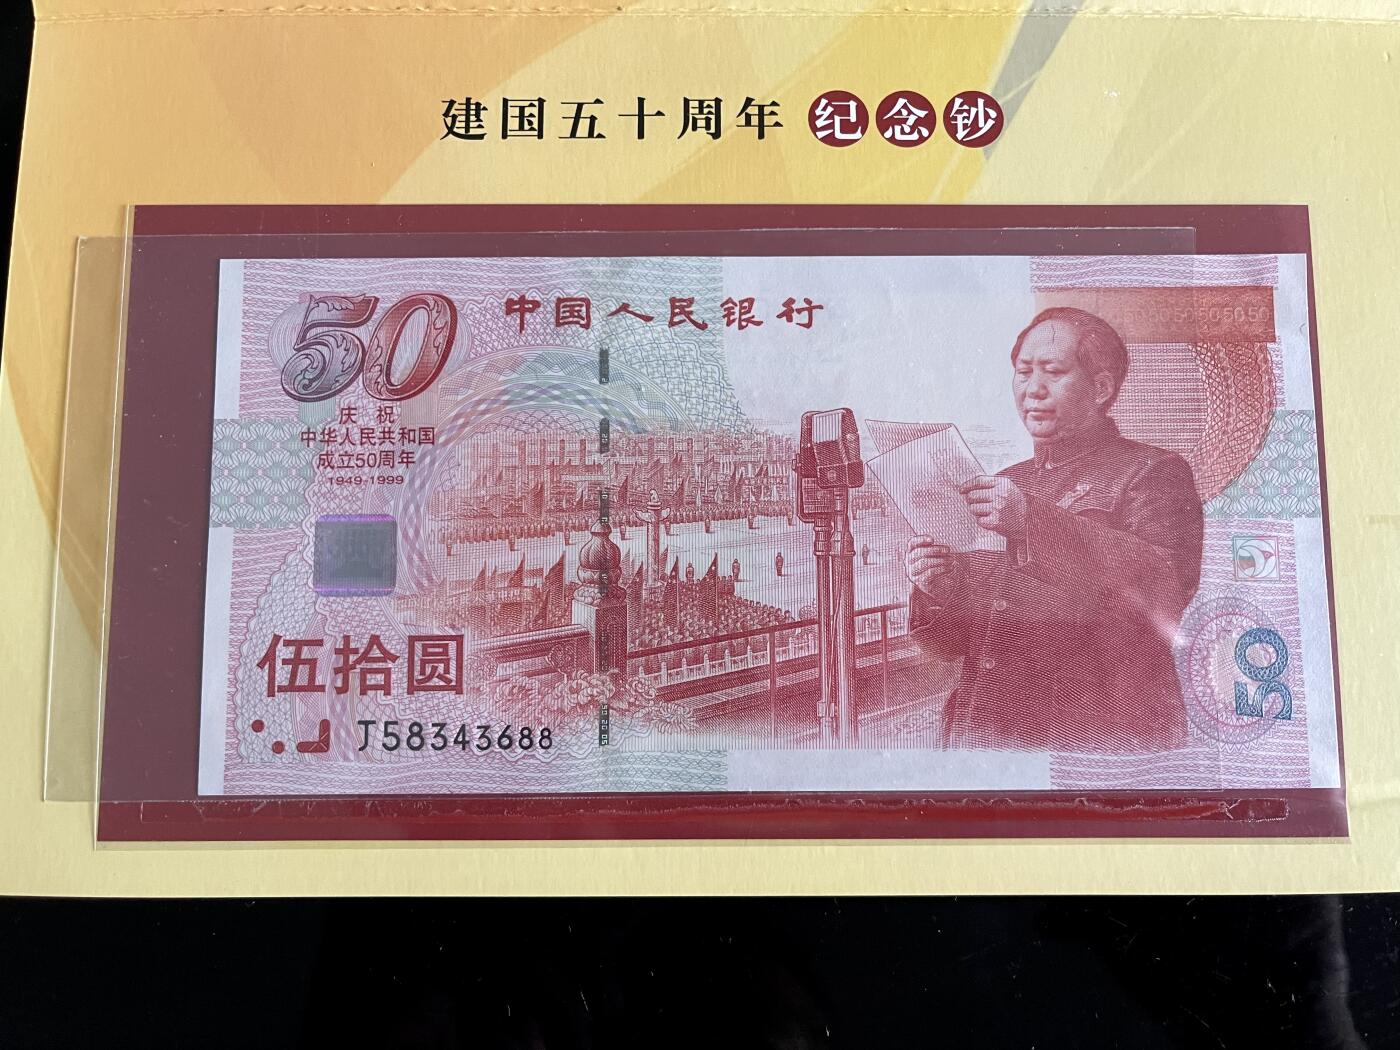 建国五十周年 纪念钞
50 中国人民银行
505050505050
庆祝
中华人民共和国
成立50周年
1949-1999
伍拾圆
J58343688
50